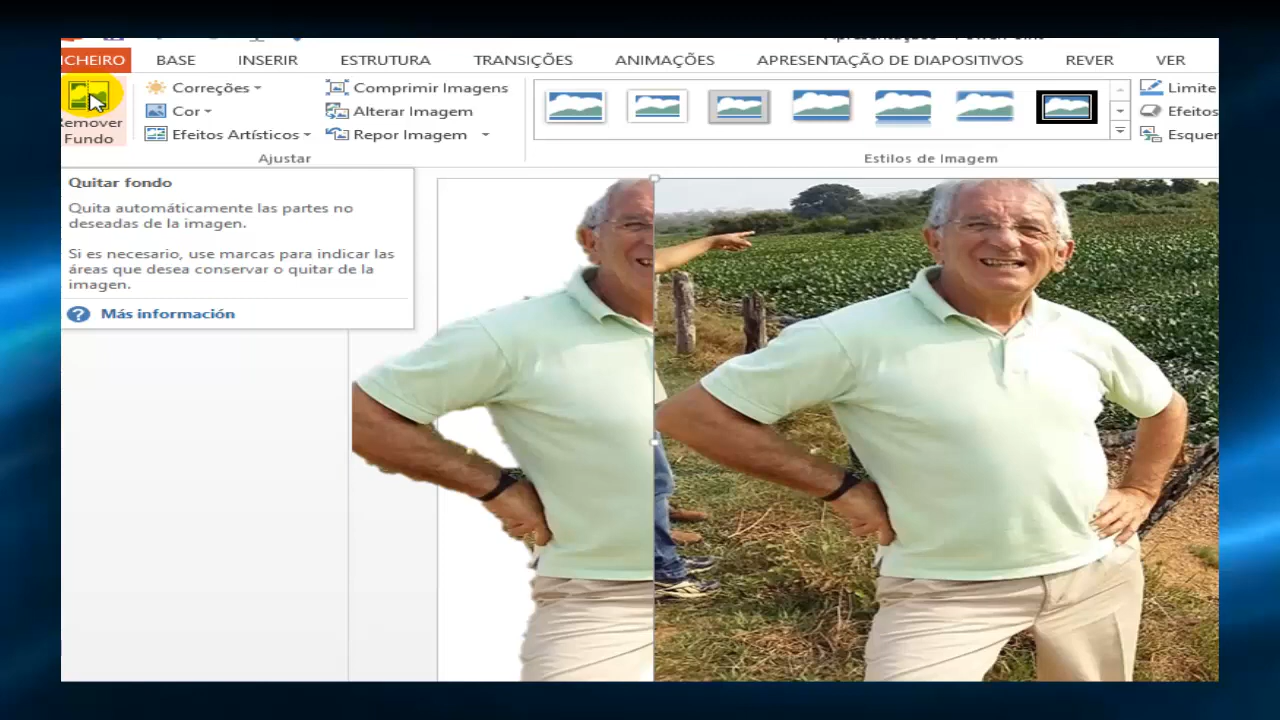 ICHEIRO BASE INSERIR ESTRUTURA TRANSIÇÕES ANIMAÇÕES APRESENTAÇÃO DE DIAPOSITIVOS REVER VER
Correções
Cor
Efeitos Artísticos
Comprimir Imagens
Alterar Imagem
Repor Imagem
Remover
Fundo
Limite
Efeitos
Esquer
Ajustar
Estilos de Imagem
Quitar fondo
Quita automáticamente las partes no
deseadas de la imagen.
Si es necesario, use marcas para indicar las
áreas que desea conservar o quitar de la
imagen.
? Más información